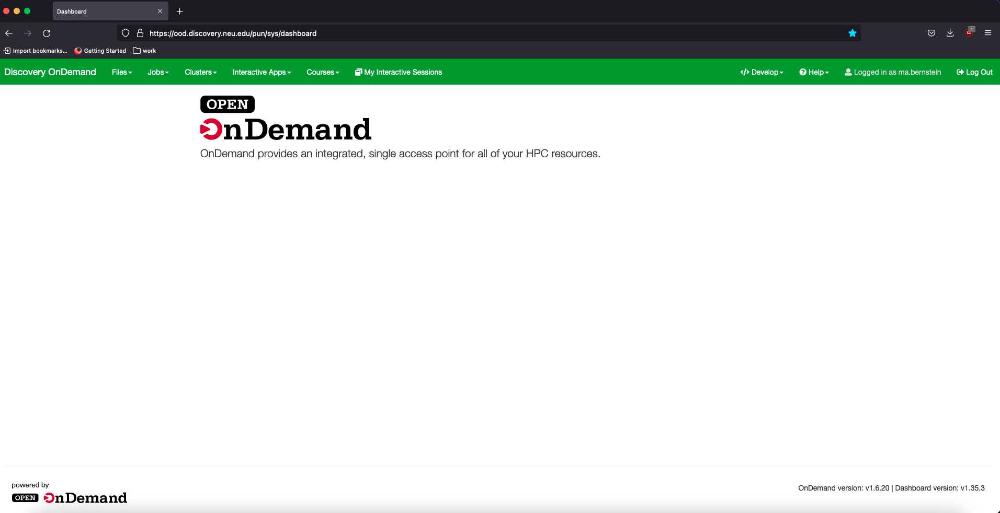 Dashboard
https://ood.discovery.neu.edu/pun/sys/dashboard
1
Import bookmarks... Getting Started work
Discovery OnDemand Files Jobs Clusters Interactive Apps Courses My Interactive Sessions Develop Help Logged in as ma.bernstein Log Out
OPEN
OnDemand
OnDemand provides an integrated, single access point for all of your HPC resources.
powered by
OPEN OnDemand
OnDemand version: v1.6.20 | Dashboard version: v1.35.3